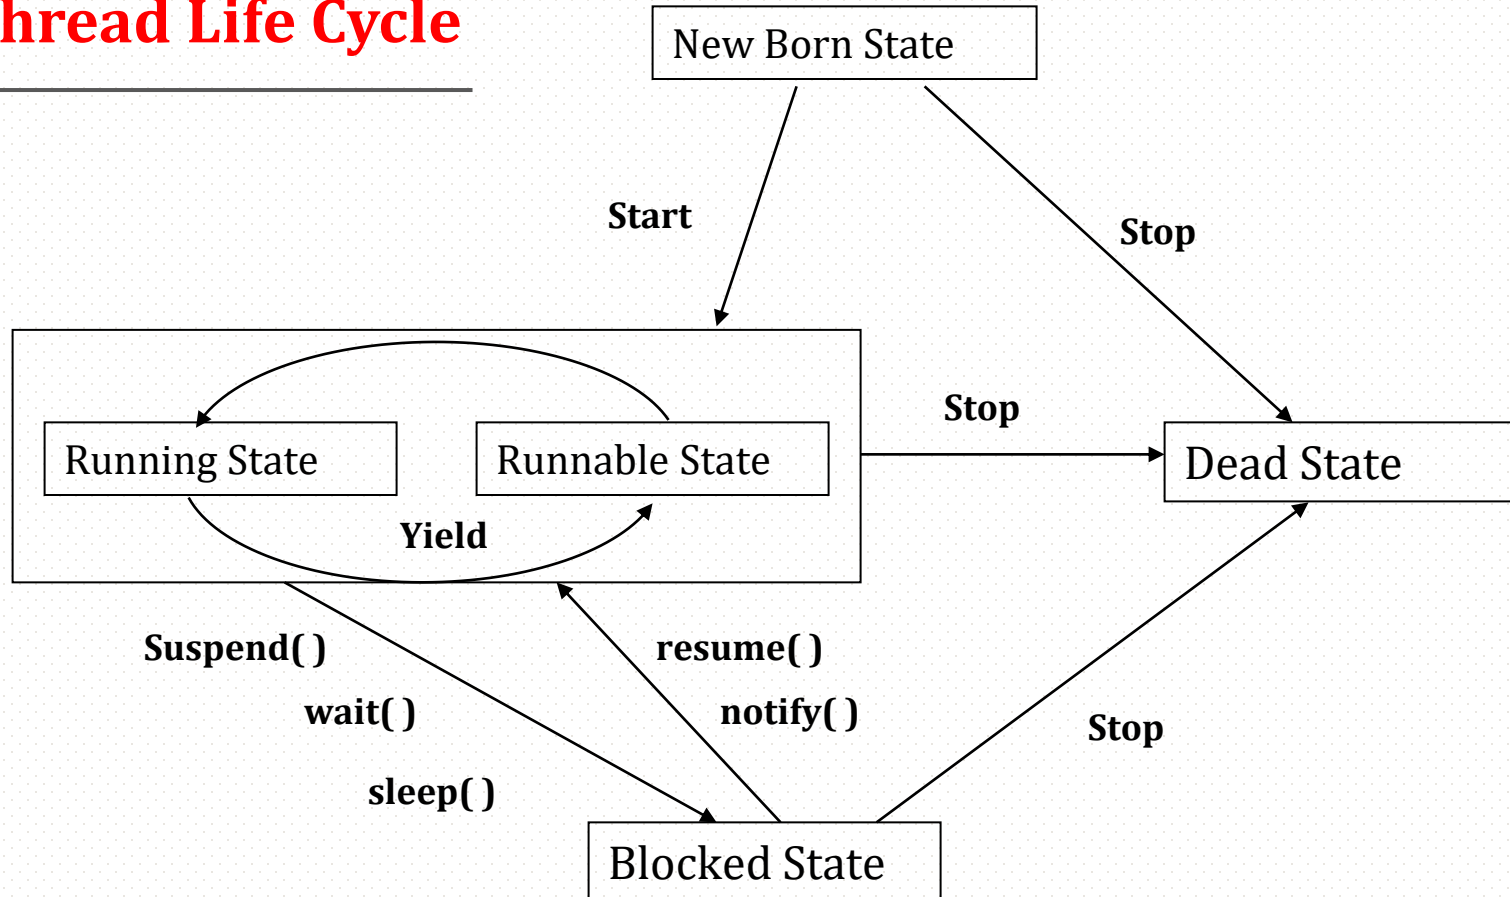 hread Life Cycle
New Born State
Start
Stop
Stop
Running State
Runnable State
Dead State
Yield
Suspend( )
resume( )
wait( )
notify( )
Stop
sleep( )
Blocked State